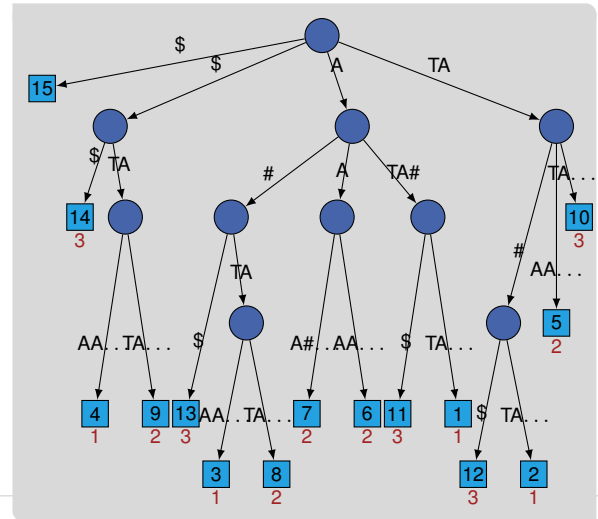 $
$ A TA
15
$ TA # A TA# TA. . .
14 10
3 3
# 
TA AA. . .
5
2
AA. . . TA. . . $ A#. . . AA. . . $ TA. . .
4 9 13 AA. . . TA. . . 7 6 11 1 $ TA. . .
1 2 3 2 2 3 1
3 8 12 2
1 2 3 1